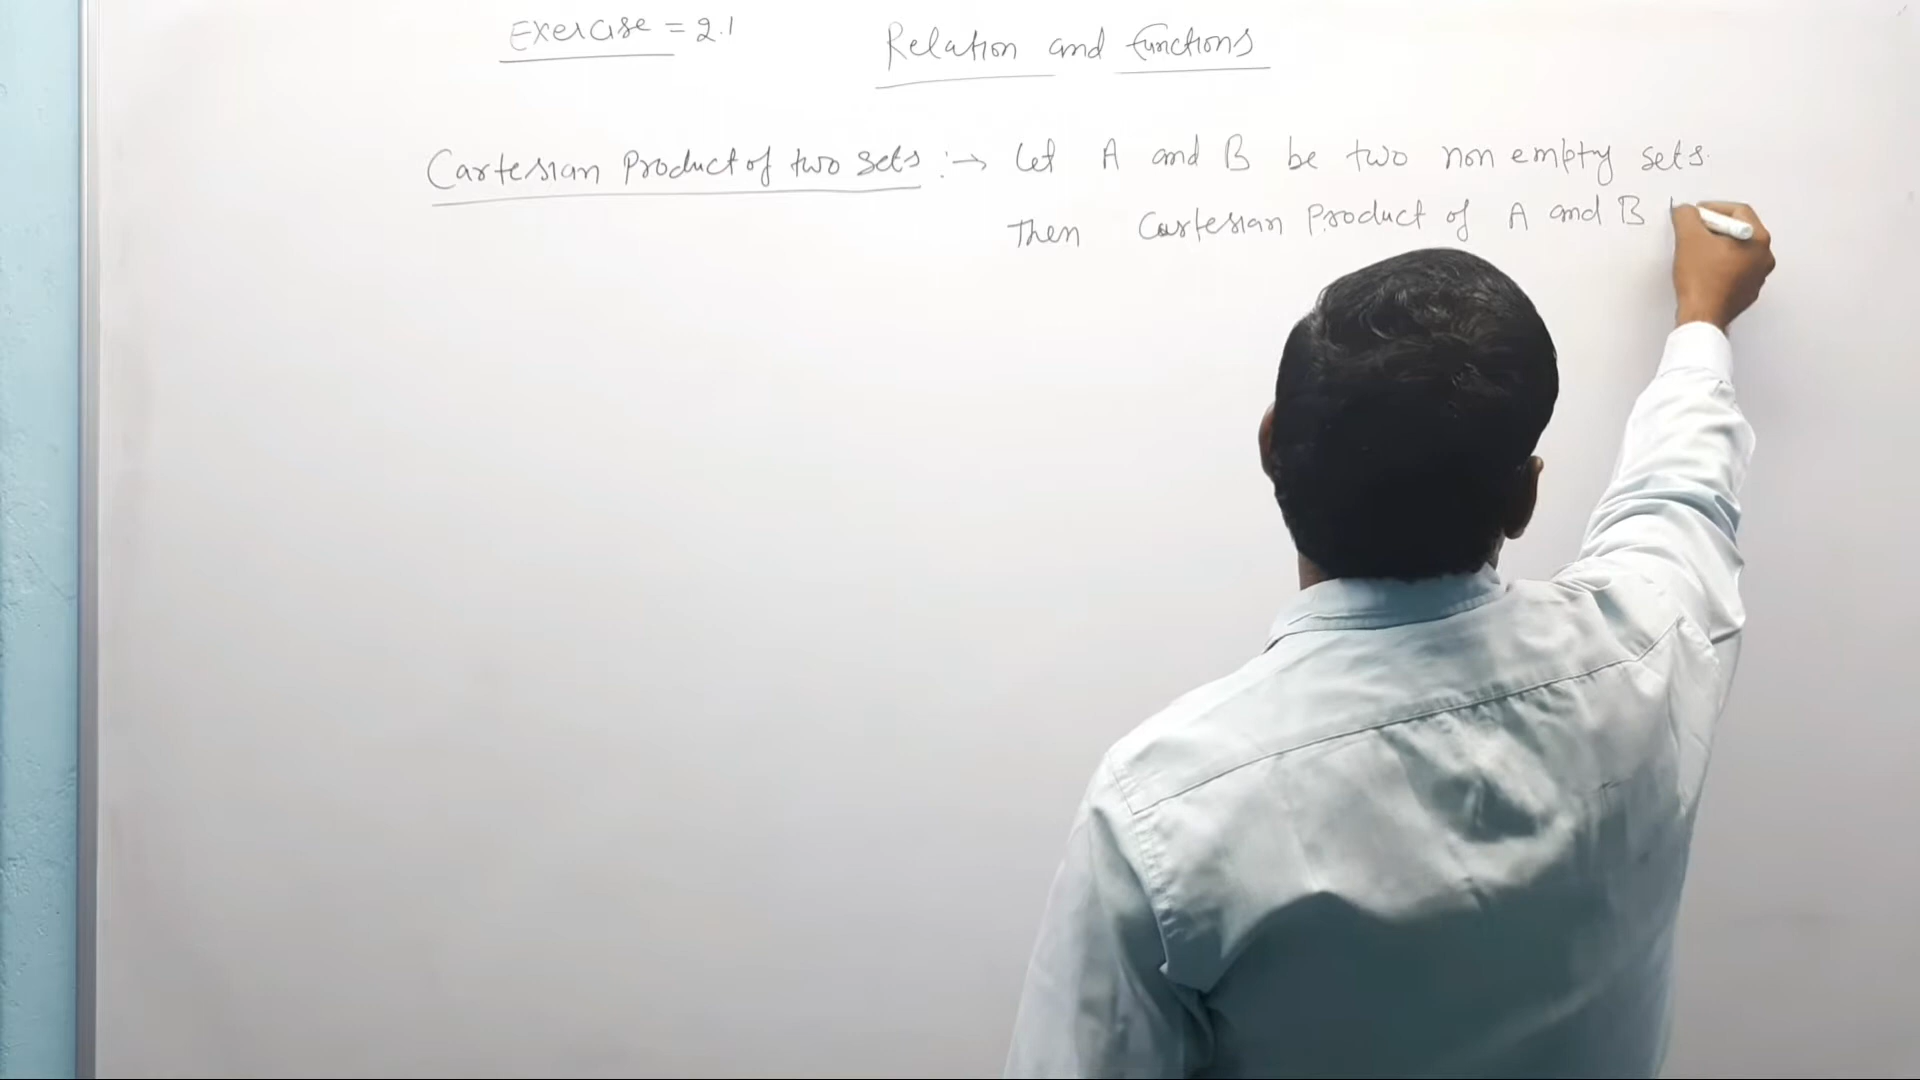 Exercise = 2.1
Relation and functions
Cartesian Product of two sets :→ Let A and B be two non empty sets.
Then Cartesian Product of A and B